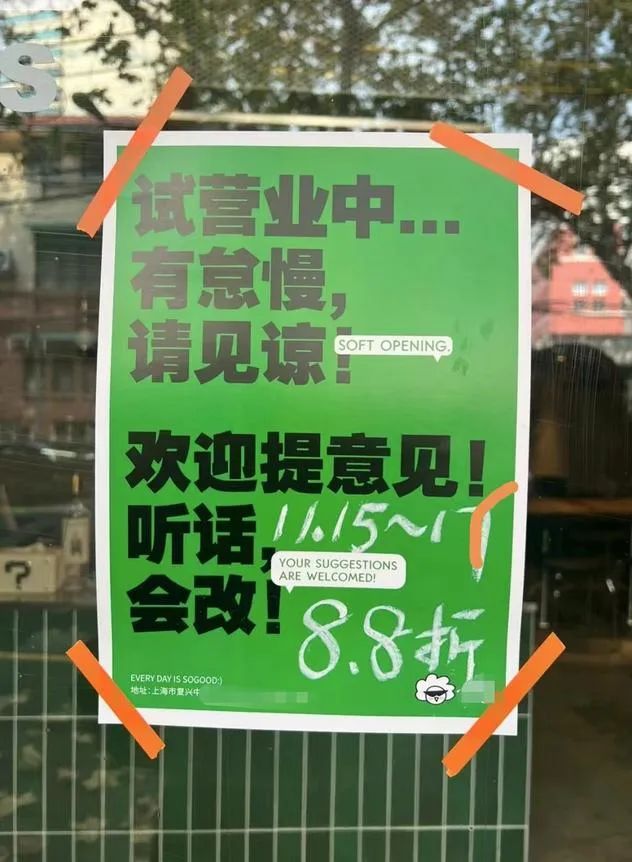 S
试营业中...
有怠慢,
请见谅!
SOFT OPENING.
欢迎提意见!
听话,
11.15~17
YOUR SUGGESTIONS
ARE WELCOMED!
会改!
8.8折
EVERY DAY IS SOGOOD:)
地址:上海市复兴中
?